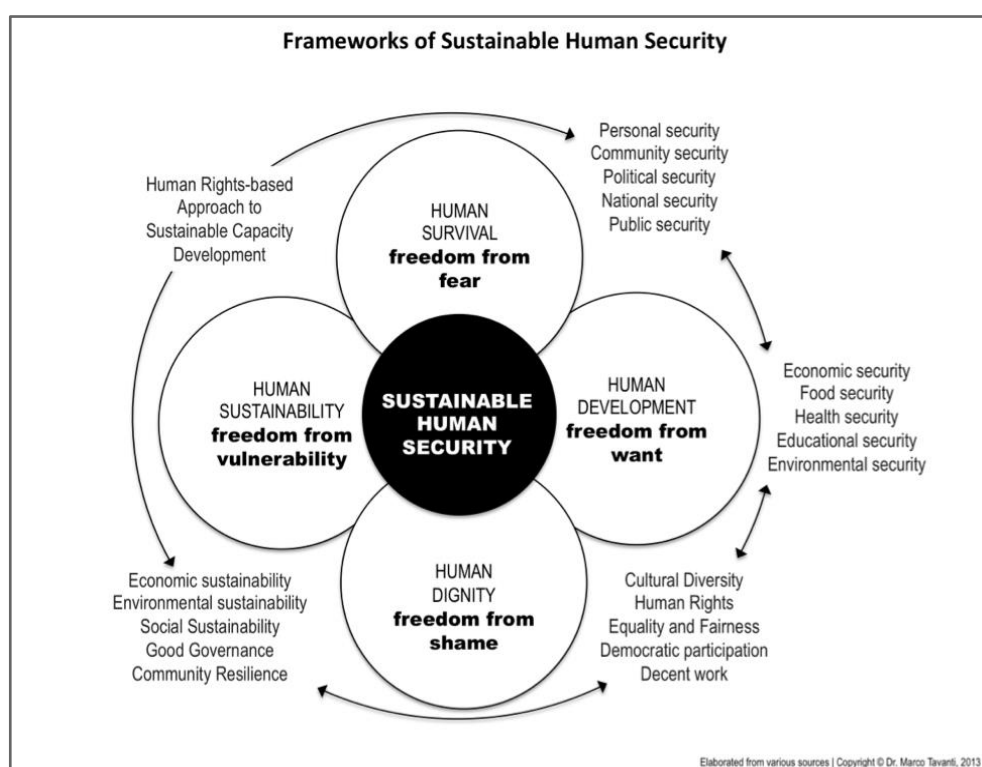 Frameworks of Sustainable Human Security
Human Rights-based
Approach to
Sustainable Capacity
Development
Personal security
Community security
Political security
National security
Public security
HUMAN
SURVIVAL
freedom from
fear
HUMAN
SUSTAINABILITY
freedom from
vulnerability
SUSTAINABLE
HUMAN
SECURITY
HUMAN
DEVELOPMENT
freedom from
want
Economic security
Food security
Health security
Educational security
Environmental security
HUMAN
DIGNITY
freedom from
shame
Economic sustainability
Environmental sustainability
Social Sustainability
Good Governance
Community Resilience
Cultural Diversity
Human Rights
Equality and Fairness
Democratic participation
Decent work
Elaborated from various sources | Copyright © Dr. Marco Tavanti, 2013